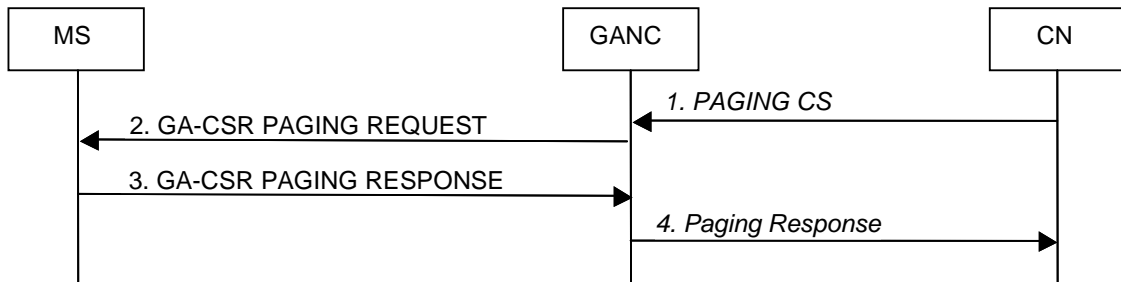 MS
GANC
CN
1. PAGING CS
2. GA-CSR PAGING REQUEST
3. GA-CSR PAGING RESPONSE
4. Paging Response